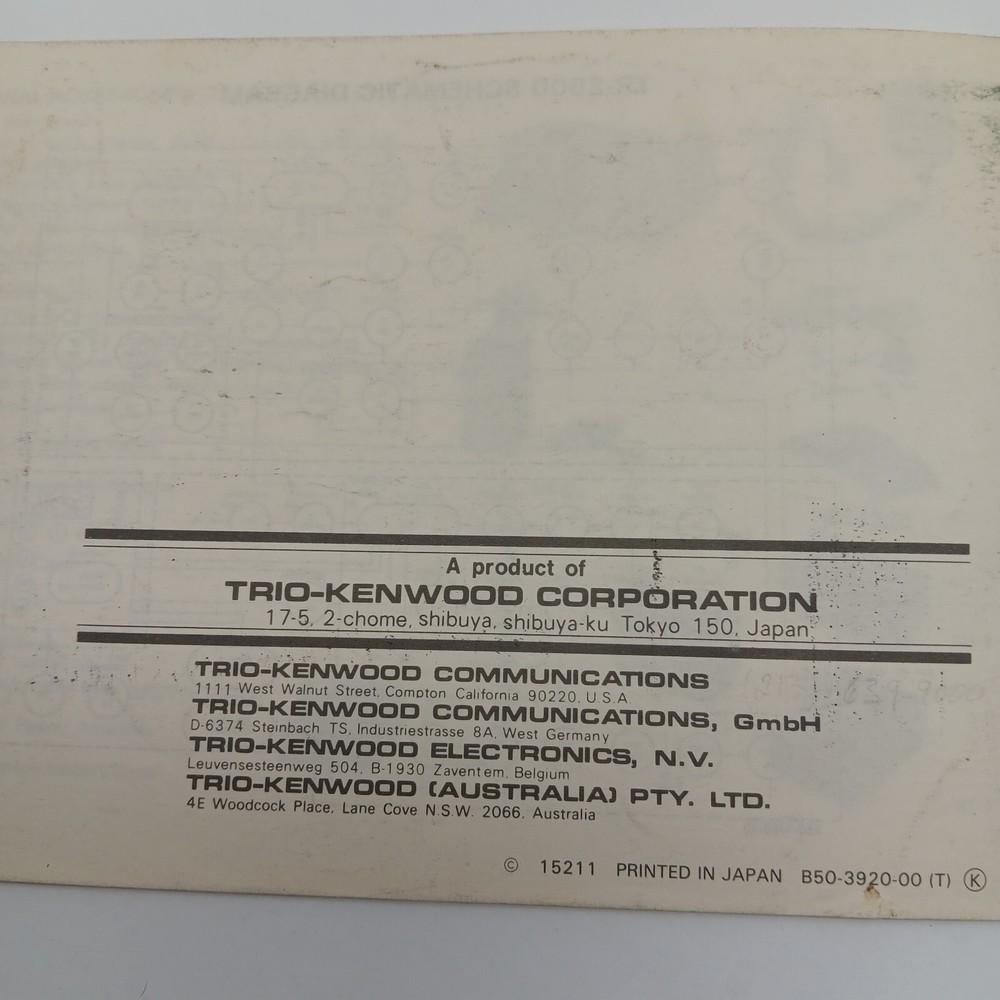 A product of
TRIO-KENWOOD CORPORATION
17-5, 2-chome, shibuya, shibuya-ku Tokyo 150, Japan
TRIO-KENWOOD COMMUNICATIONS
1111 West Walnut Street, Compton California 90220, U.S.A.
TRIO-KENWOOD COMMUNICATIONS, GmbH
D-6374 Steinbach TS, Industriestrasse 8A, West Germany
TRIO-KENWOOD ELECTRONICS, N.V.
Leuvensesteenweg 504, B-1930 Zaventem, Belgium
TRIO-KENWOOD (AUSTRALIA) PTY. LTD.
4E Woodcock Place, Lane Cove N.S.W. 2066, Australia
© 15211 PRINTED IN JAPAN B50-3920-00 (T) Ⓚ